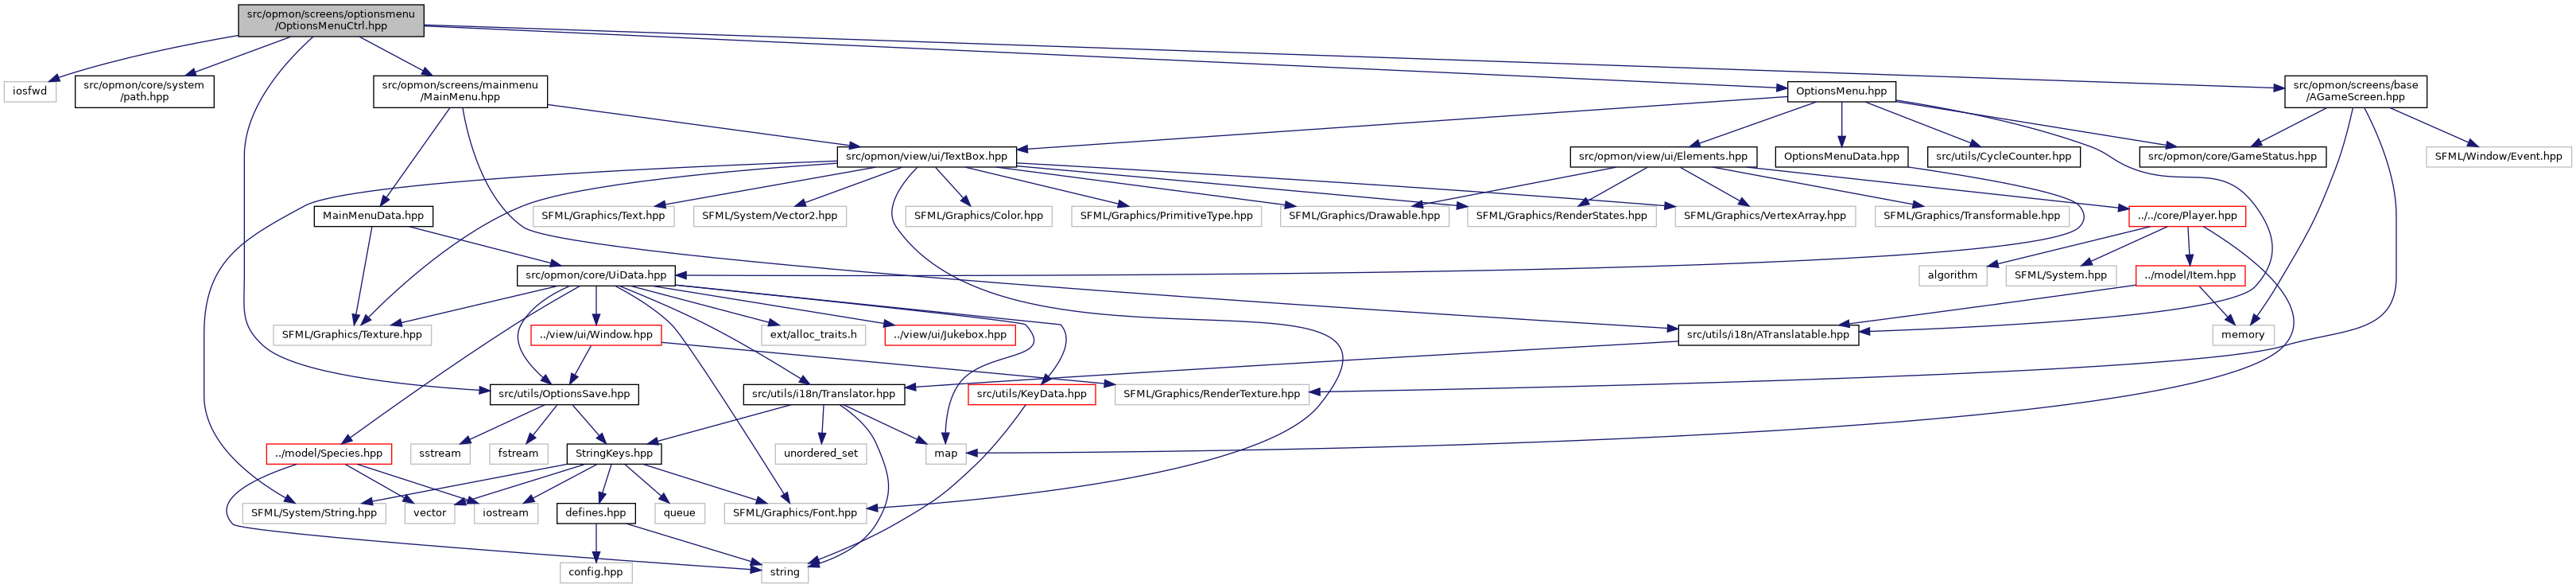 src/opmon/screens/optionsmenu
/OptionsMenuCtrl.hpp
iosfwd
src/opmon/core/system
/path.hpp
src/opmon/screens/mainmenu
/MainMenu.hpp
OptionsMenu.hpp
src/opmon/screens/base
/AGameScreen.hpp
src/opmon/view/ui/TextBox.hpp
src/opmon/view/ui/Elements.hpp
OptionsMenuData.hpp
src/utils/CycleCounter.hpp
src/opmon/core/GameStatus.hpp
SFML/Window/Event.hpp
MainMenuData.hpp
SFML/Graphics/Text.hpp
SFML/System/Vector2.hpp
SFML/Graphics/Color.hpp
SFML/Graphics/PrimitiveType.hpp
SFML/Graphics/Drawable.hpp
SFML/Graphics/RenderStates.hpp
SFML/Graphics/VertexArray.hpp
SFML/Graphics/Transformable.hpp
../../core/Player.hpp
src/opmon/core/UiData.hpp
algorithm
SFML/System.hpp
../model/Item.hpp
SFML/Graphics/Texture.hpp
../view/ui/Window.hpp
ext/alloc_traits.h
../view/ui/Jukebox.hpp
src/utils/i18n/ATranslatable.hpp
memory
src/utils/OptionsSave.hpp
src/utils/i18n/Translator.hpp
src/utils/KeyData.hpp
SFML/Graphics/RenderTexture.hpp
../model/Species.hpp
sstream
fstream
StringKeys.hpp
unordered_set
map
SFML/System/String.hpp
vector
iostream
defines.hpp
queue
SFML/Graphics/Font.hpp
config.hpp
string